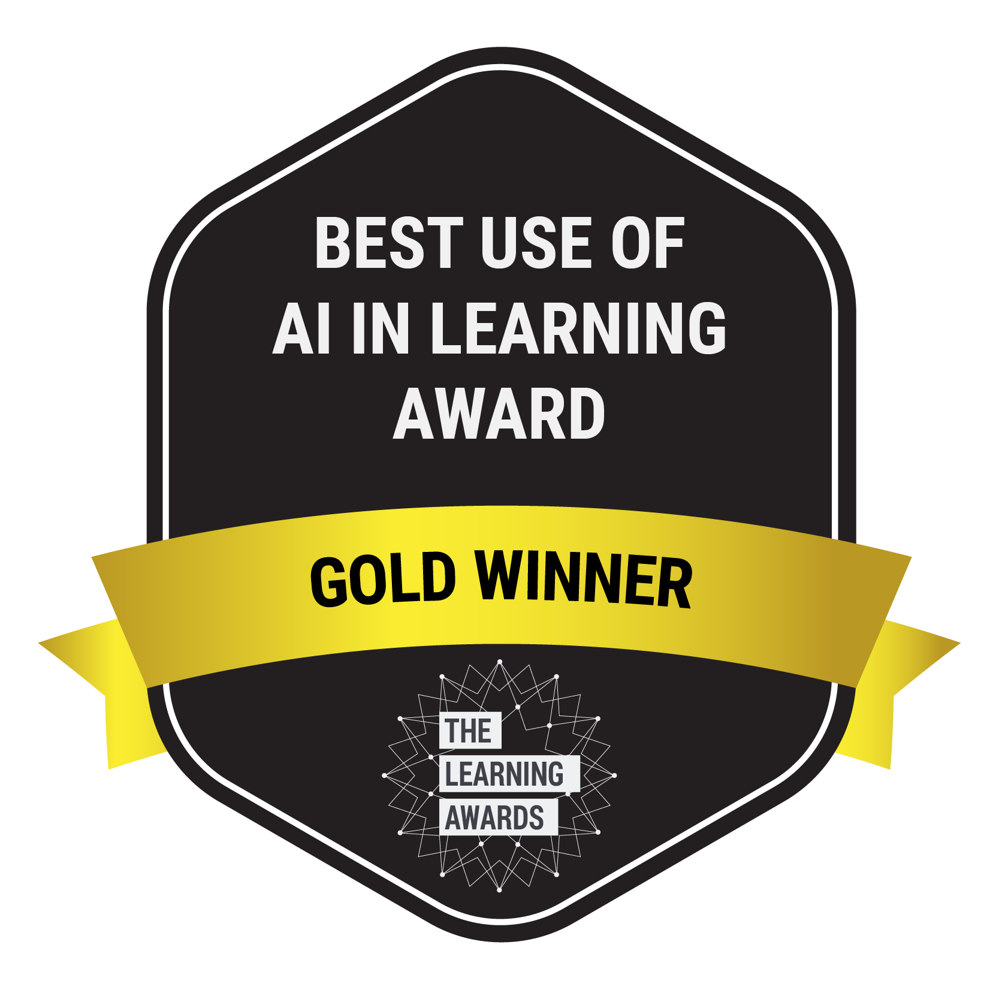 BEST USE OF
AI IN LEARNING
AWARD
GOLD WINNER
THE
LEARNING
AWARDS